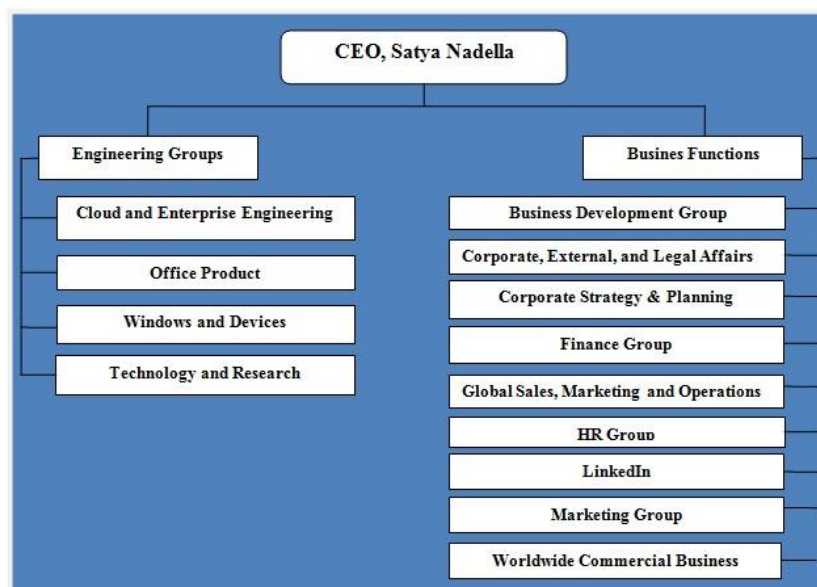 CEO, Satya Nadella
Engineering Groups
Cloud and Enterprise Engineering
Office Product
Windows and Devices
Technology and Research
Busines Functions
Business Development Group
Corporate, External, and Legal Affairs
Corporate Strategy & Planning
Finance Group
Global Sales, Marketing and Operations
HR Group
LinkedIn
Marketing Group
Worldwide Commercial Business